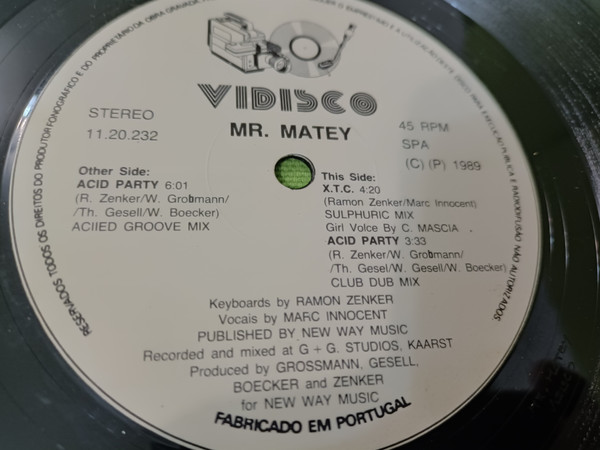 RESERVADOS TODOS OS DIREITOS DO PRODUTOR FONOGRÁFICO E DO PROPRIETÁRIO DA OBRA GRAVADA
NÃO AUTORIZADOS
VIDISCO
MR. MATEY
STEREO
11.20.232
45 RPM
SPA
(C) (P) 1989
Other Side:
ACID PARTY 6:01
(R. Zenker/W. Großmann/
/Th. Gesell/W. Boecker)
ACIIED GROOVE MIX
This Side:
X.T.C. 4:20
(Ramon Zenker/Marc Innocent)
SULPHURIC MIX
Girl Voice By C. MASCIA .
ACID PARTY 3:33
(R. Zenker/W. Großmann/
/Th. Gesel/W. Gesell/W. Boecker)
CLUB DUB MIX
Keyboards by RAMON ZENKER
Vocais by MARC INNOCENT
PUBLISHED BY NEW WAY MUSIC
Recorded and mixed at G + G. STUDIOS, KAARST
Produced by GROSSMANN, GESELL,
BOECKER and ZENKER
for NEW WAY MUSIC
FABRICADO EM PORTUGAL